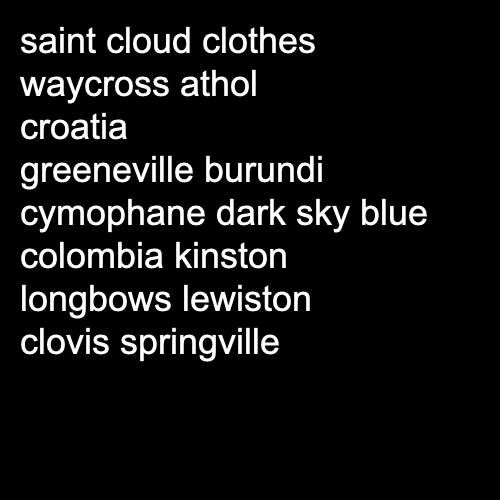 saint cloud clothes
waycross athol
croatia
greeneville burundi
cymophane dark sky blue
colombia kinston
longbows lewiston
clovis springville